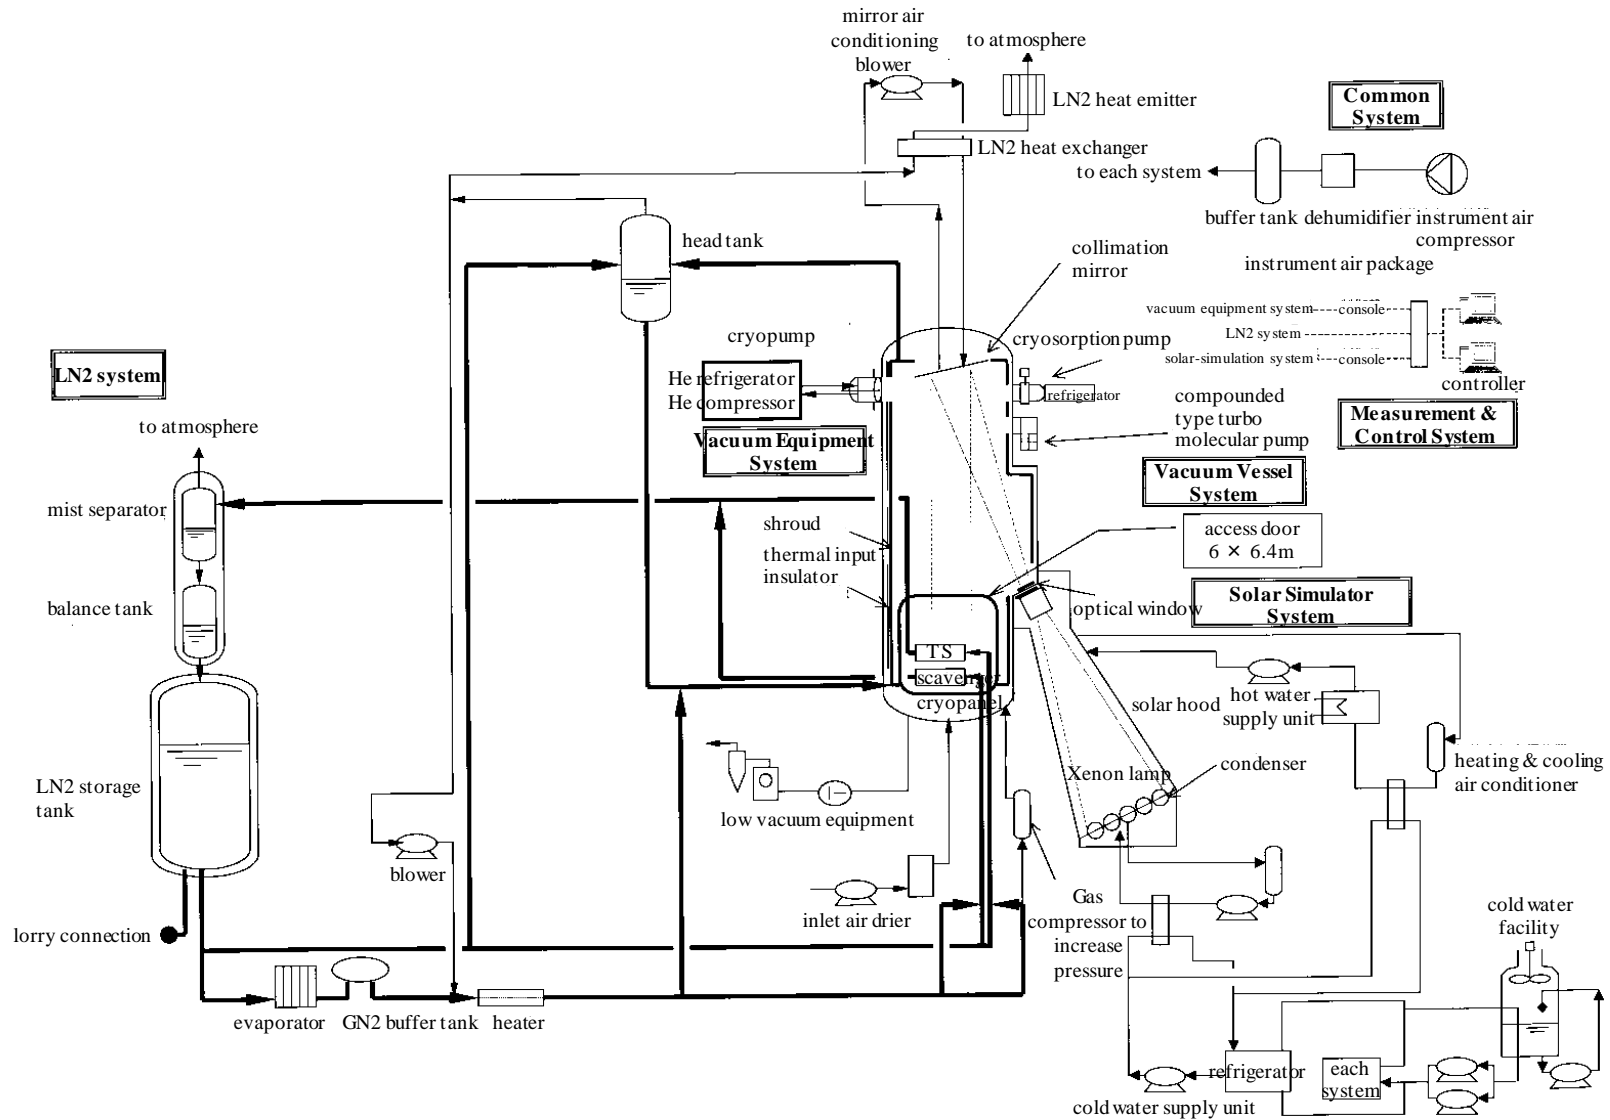 mirror air
conditioning
blower
to atmosphere
LN2 heat emitter
LN2 heat exchanger
Common
System
to each system
buffer tank dehumidifier instrument air
compressor
instrument air package
head tank
collimation
mirror
vacuum equipment system
console
LN2 system
solar-simulation system
console
controller
Measurement &
Control System
cryopump
He refrigerator
He compressor
Vacuum Equipment
System
cryosorption pump
refrigerator
compounded
type turbo
molecular pump
Vacuum Vessel
System
access door
6 × 6.4m
LN2 system
to atmosphere
mist separator
balance tank
LN2 storage
tank
lorry connection
shroud
thermal input
insulator
optical window
Solar Simulator
System
TS
scavenger
cryopanel
solar hood
hot water
supply unit
heating & cooling
air conditioner
Xenon lamp
condenser
low vacuum equipment
blower
inlet air drier
Gas
compressor to
increase
pressure
cold water
facility
evaporator
GN2 buffer tank
heater
refrigerator
each
system
cold water supply unit